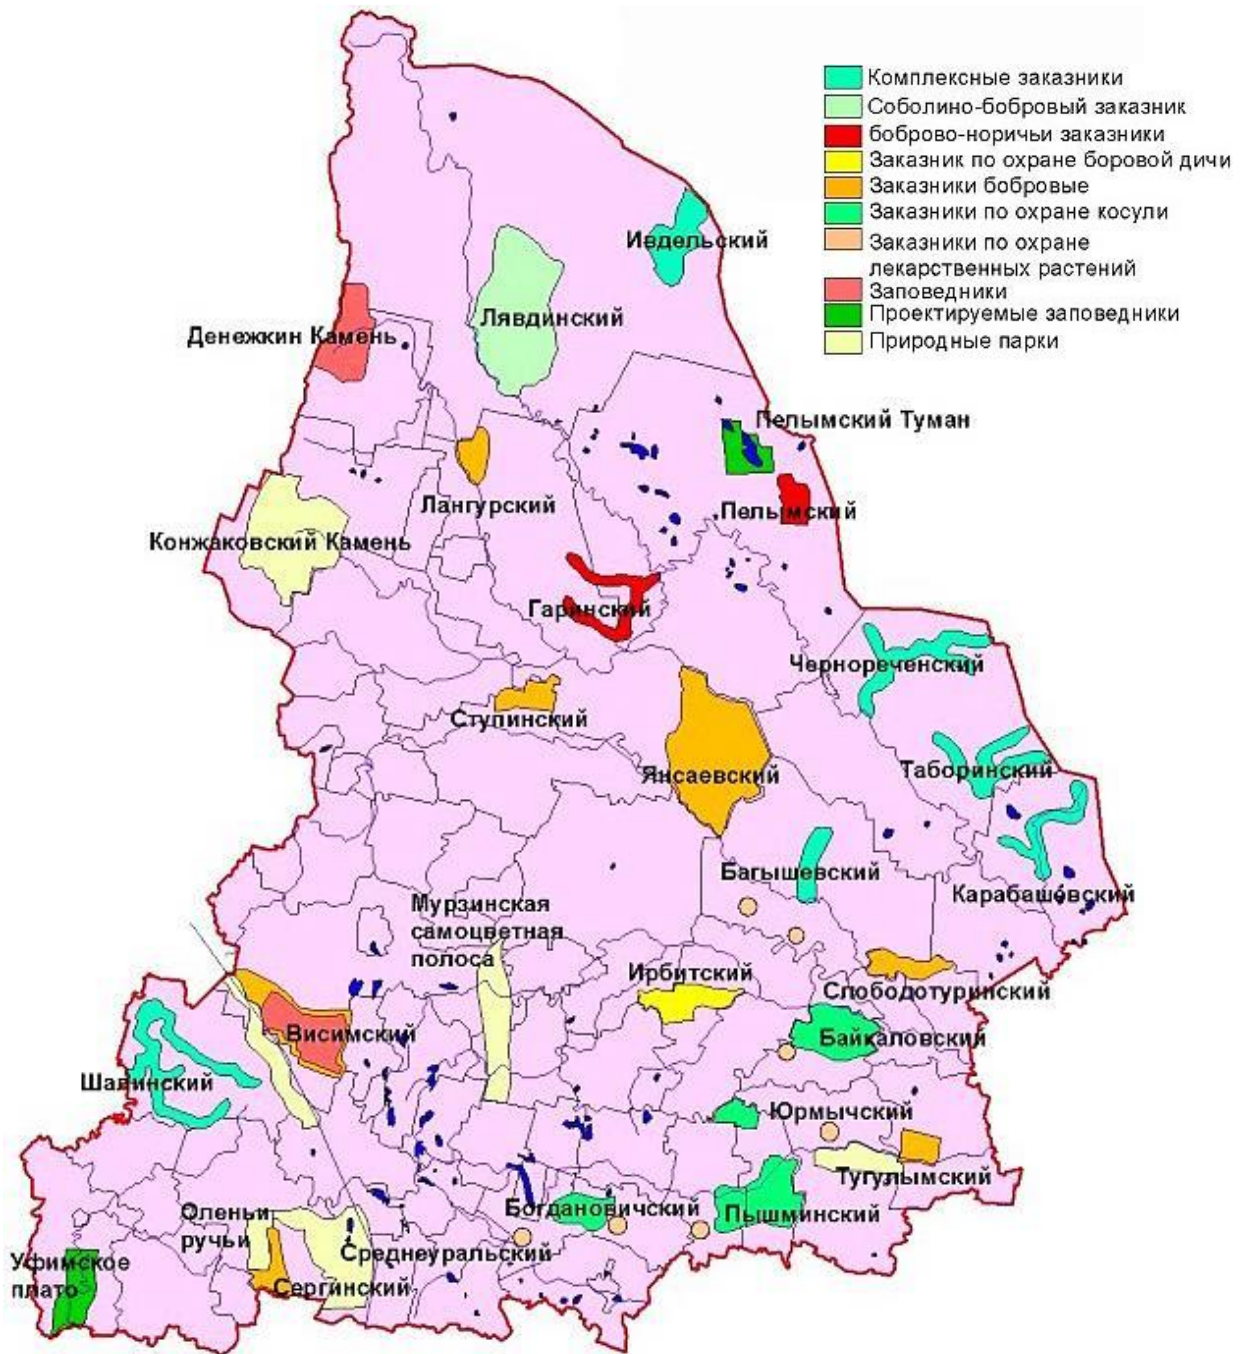 Комплексные заказники
Соболино-бобровый заказник
боброво-норичьи заказники
Заказник по охране боровой дичи
Заказники бобровые
Заказники по охране косули
Заказники по охране
лекарственных растений
Заповедники
Проектируемые заповедники
Природные парки
Ивдельский
Лявдинский
Денежкин Камень
Пелымский Туман
Лангурский
Пелымский
Конжаковский Камень
Гаринский
Чернореченский
Ступинский
Янсаевский
Таборинский
Багышевский
Карабашевский
Мурзинская
самоцветная
полоса
Ирбитский
Слободотуринский
Висимский
Байкаловский
Шалинский
Юрмычский
Тугулымский
Оленьи
ручьи
Богдановичский
Пышминский
Среднеуральский
Уфимское
плато
Сергинский